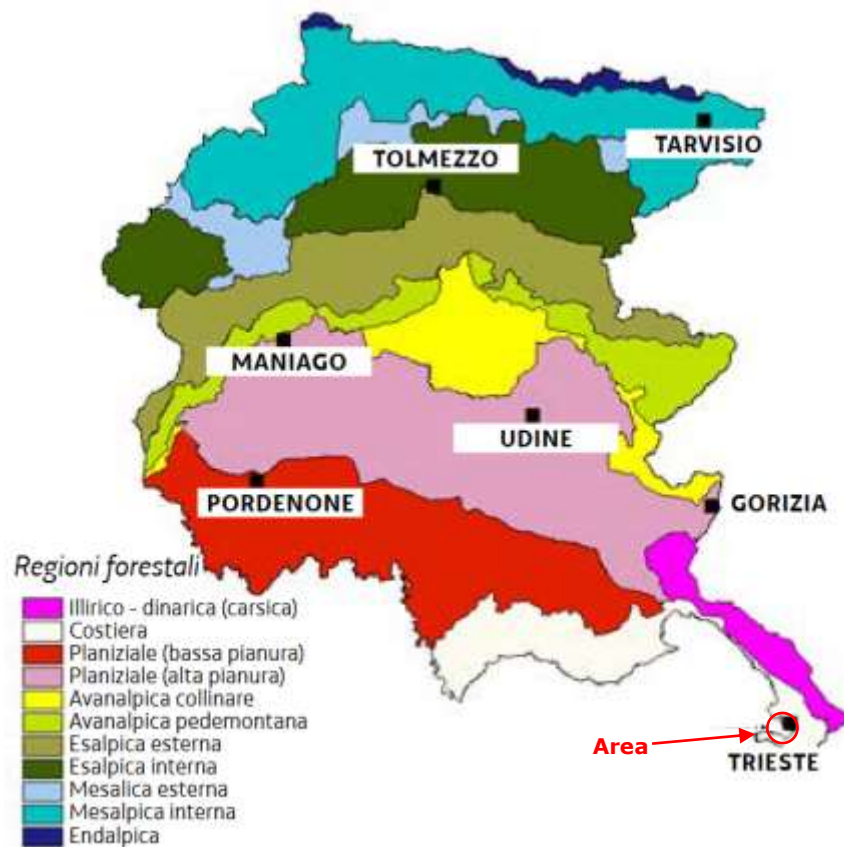 TARVISIO
TOLMEZZO
MANIAGO
UDINE
PORDENONE
GORIZIA
Regioni forestali
Illirico - dinarica (carsica)
Costiera
Planiziale (bassa pianura)
Planiziale (alta pianura)
Avanalpica collinare
Avanalpica pedemontana
Esalpica esterna
Esalpica interna
Mesalica esterna
Mesalpica interna
Endalpica
Area
TRIESTE